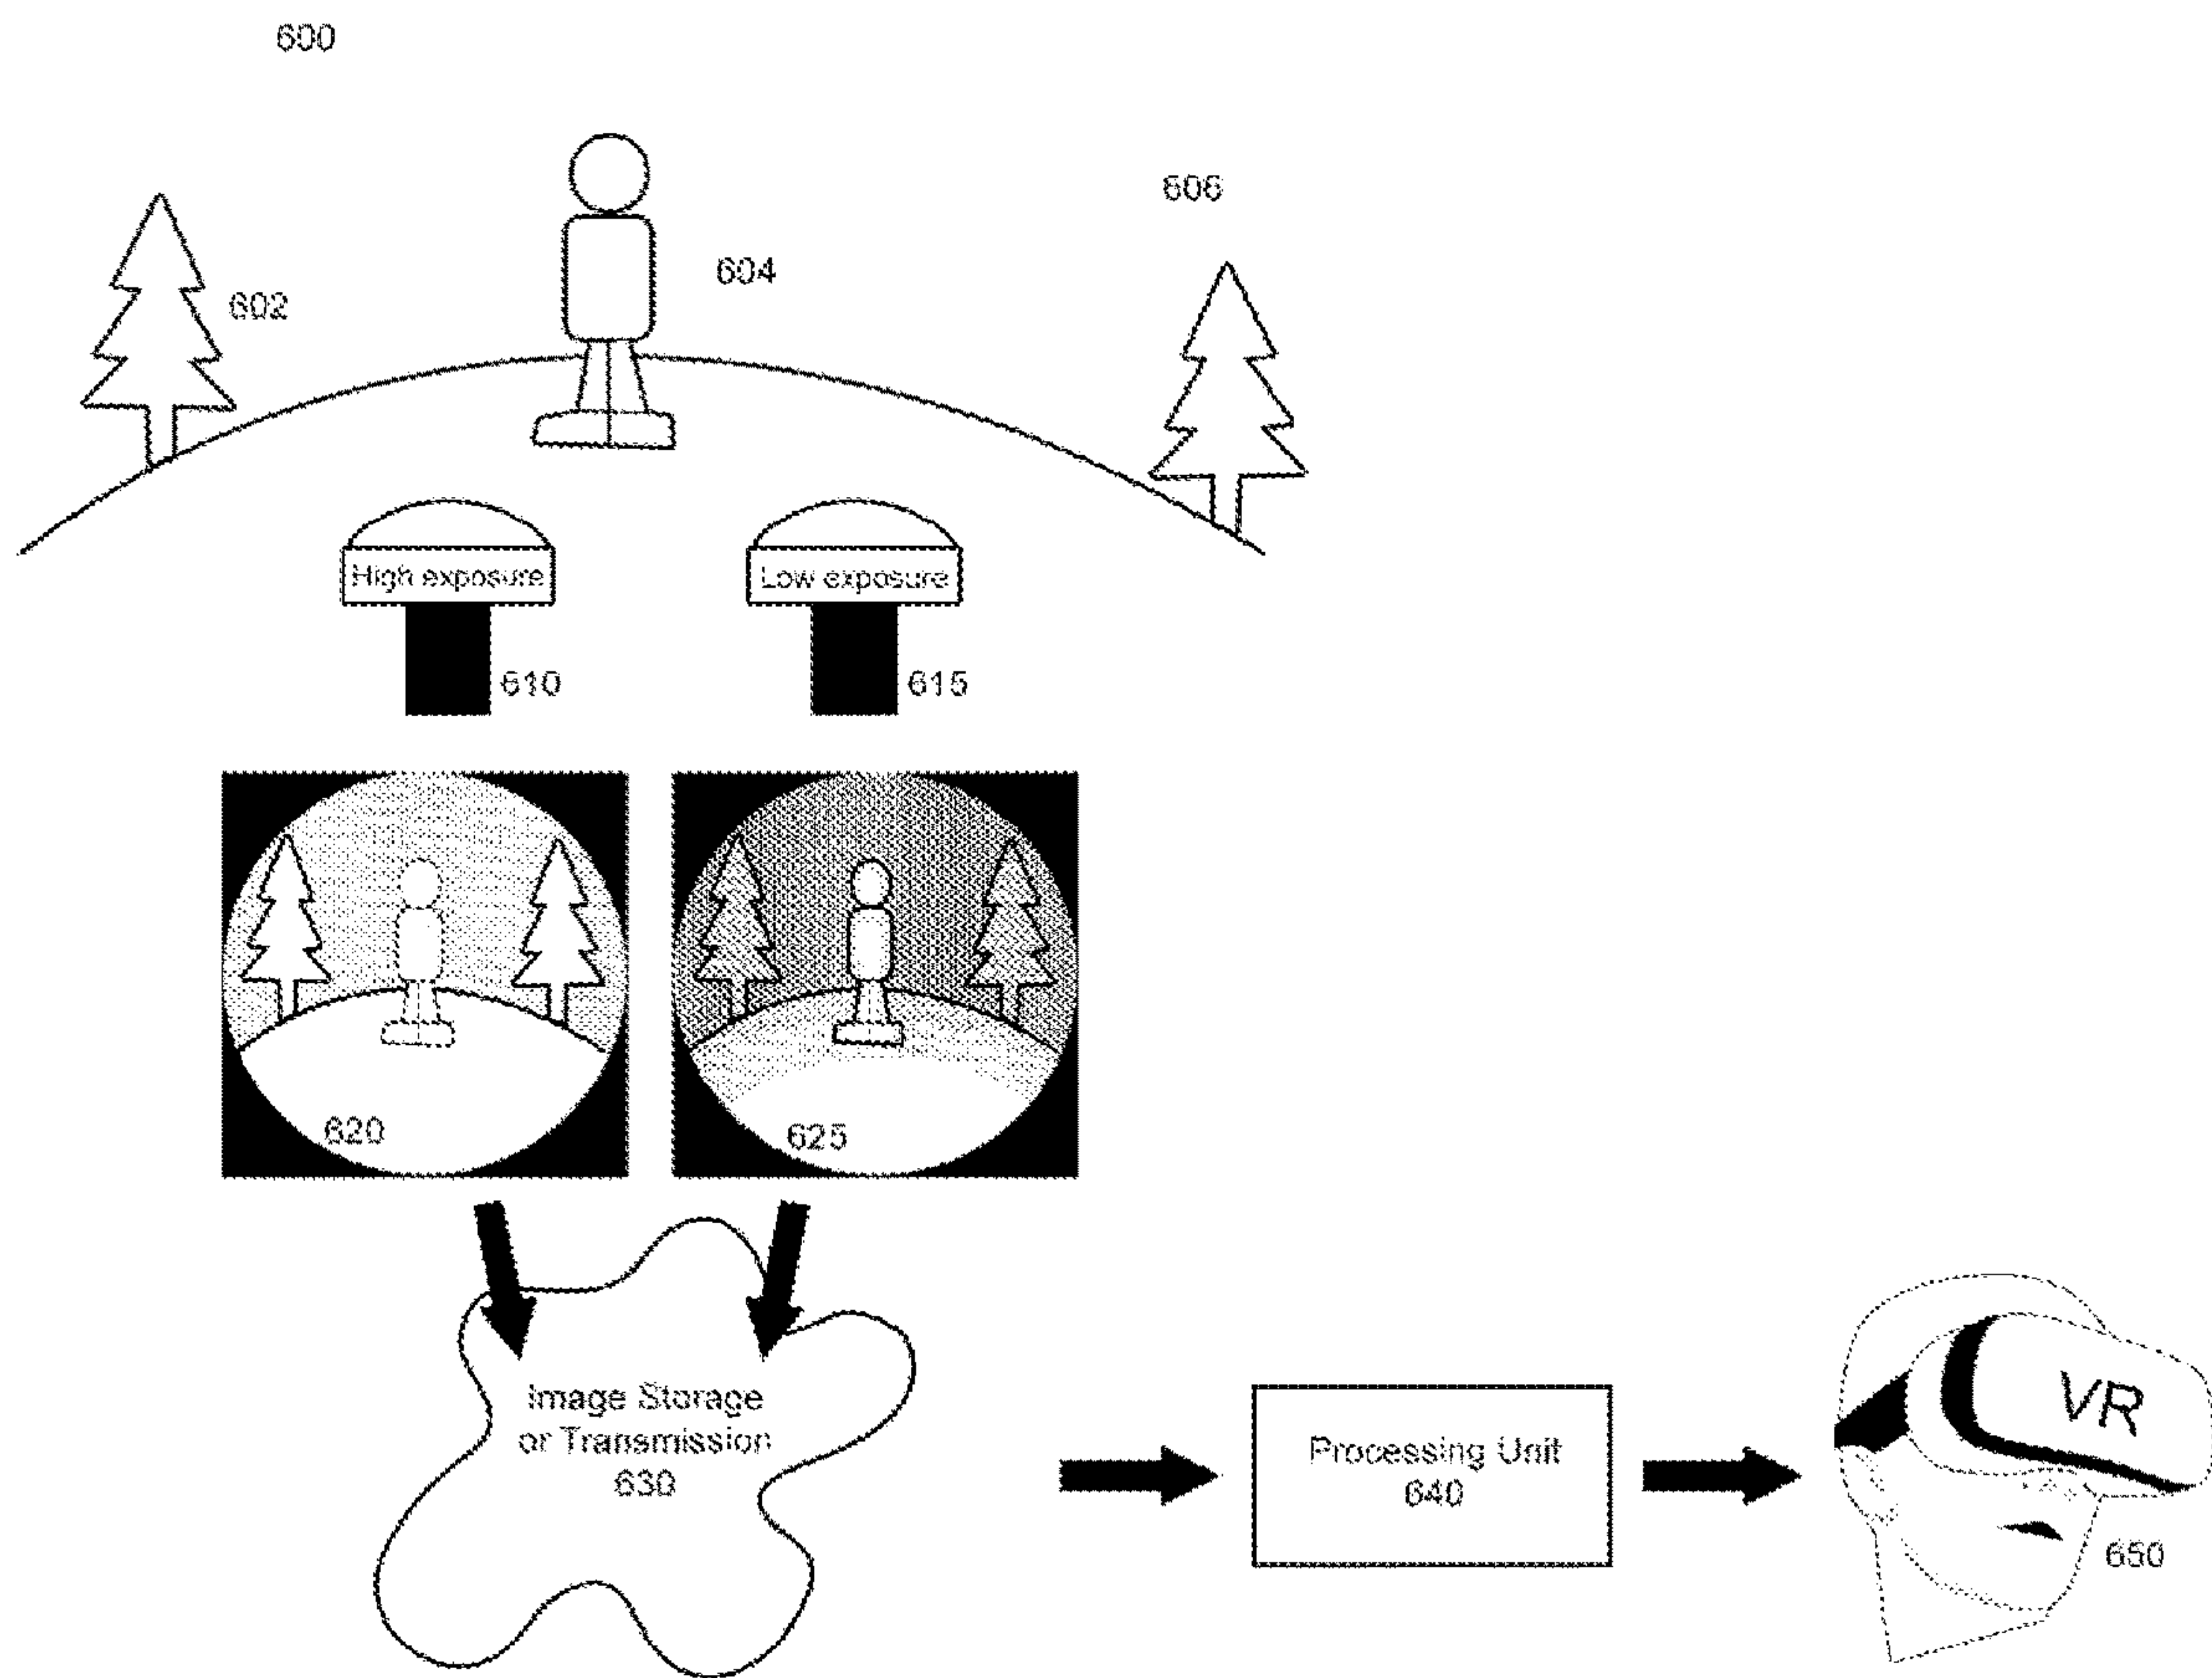 600
606
604
602
High exposure
Low exposure
610
615
620
625
Image Storage
or Transmission
630
Processing Unit
640
VR
650